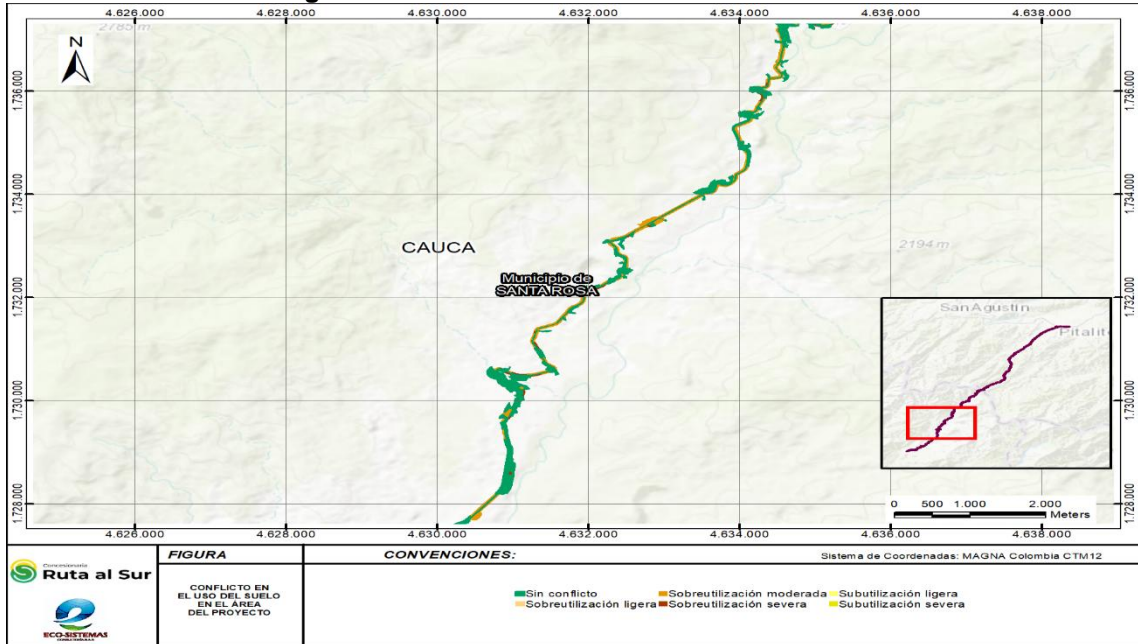 4.626.000 4.628.000 4.630.000 4.632.000 4.634.000 4.636.000 4.638.000
2785 m
N
1.736.000 1.736.000
1.734.000 1.734.000
CAUCA
2194 m
Municipio de
SANTA ROSA
1.732.000 1.732.000
San Agustín
Pitalit
1.730.000 1.730.000
0 500 1.000 2.000
Meters
1.728.000 1.728.000
4.626.000 4.628.000 4.630.000 4.632.000 4.634.000 4.636.000 4.638.000
Concesionaria
Ruta al Sur
ECO-SISTEMAS
FIGURA
CONFLICTO EN
EL USO DEL SUELO
EN EL ÁREA
DEL PROYECTO
CONVENCIONES:
Sistema de Coordenadas: MAGNA Colombia CTM12
Sin conflicto Sobreutilización moderada Subutilización ligera
Sobreutilización ligera Sobreutilización severa Subutilización severa